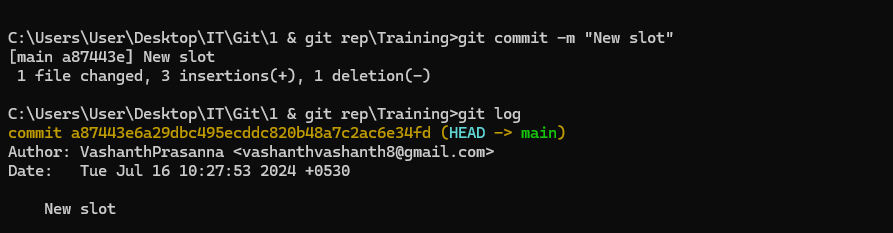 C:\Users\User\Desktop\IT\Git\1 & git rep\Training>git commit -m "New slot"
[main a87443e] New slot
 1 file changed, 3 insertions(+), 1 deletion(-)
C:\Users\User\Desktop\IT\Git\1 & git rep\Training>git log
commit a87443e6a29dbc495ecddc820b48a7c2ac6e34fd (HEAD -> main)
Author: VashanthPrasanna <vashanthvashanth8@gmail.com>
Date:   Tue Jul 16 10:27:53 2024 +0530
    New slot